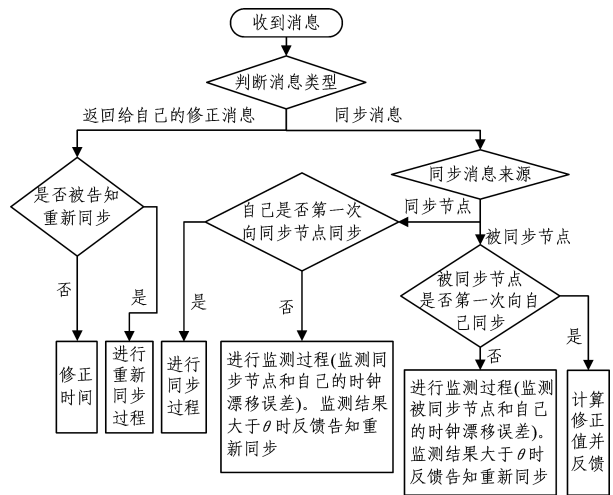 收到消息
判断消息类型
返回给自己的修正消息
同步消息
是否被告知
重新同步
同步消息来源
自己是否第一次
向同步节点同步
同步节点
被同步节点
被同步节点
是否第一次向自
己同步
否
是
是
否
否
是
修正
时间
进行
重新
同步
过程
进行
同步
过程
进行监测过程(监测同
步节点和自己的时钟
漂移误差)。监测结果
大于θ时反馈告知重
新同步
进行监测过程(监测
被同步节点和自己
的时钟漂移误差)。
监测结果大于θ时
反馈告知重新同步
计算
修正
值并
反馈